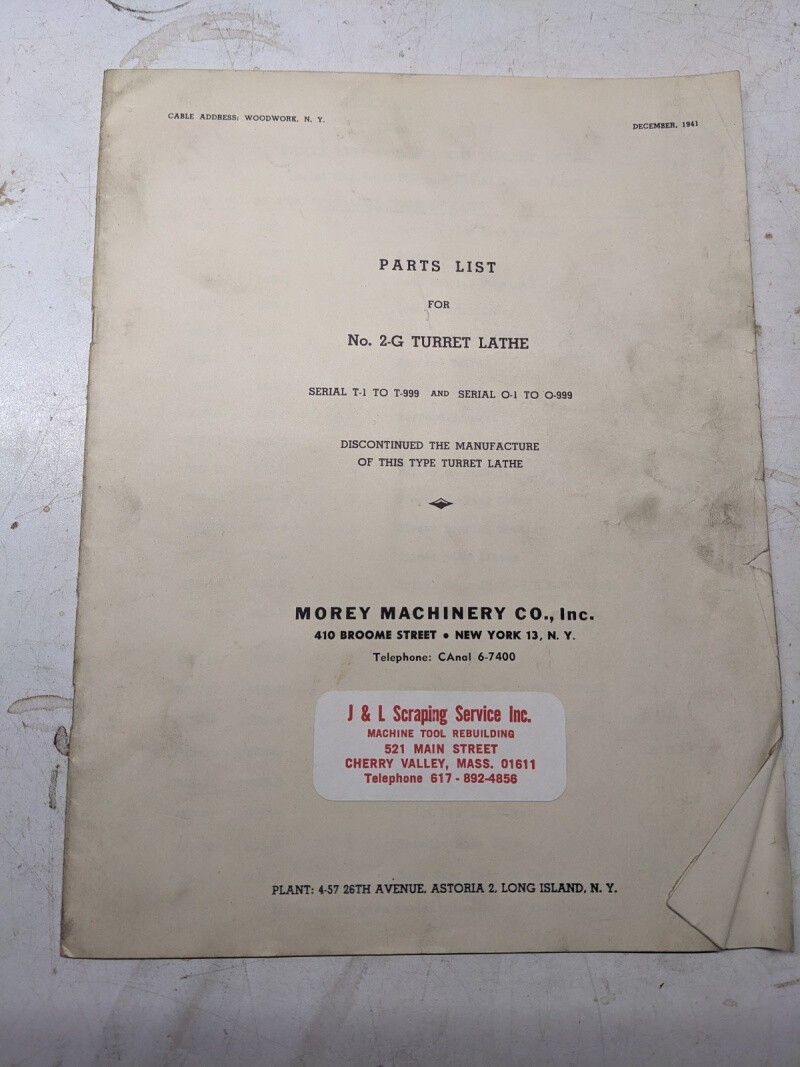 CABLE ADDRESS: WOODWORK, N. Y.
DECEMBER, 1941
PARTS LIST
FOR
No. 2-G TURRET LATHE
SERIAL T-1 TO T-999 AND SERIAL O-1 TO O-999
DISCONTINUED THE MANUFACTURE
OF THIS TYPE TURRET LATHE
MOREY MACHINERY CO., Inc.
410 BROOME STREET • NEW YORK 13, N. Y.
Telephone: CAnal 6-7400
J & L Scraping Service Inc.
MACHINE TOOL REBUILDING
521 MAIN STREET
CHERRY VALLEY, MASS. 01611
Telephone 617 - 892-4856
PLANT: 4-57 26TH AVENUE, ASTORIA 2, LONG ISLAND, N. Y.